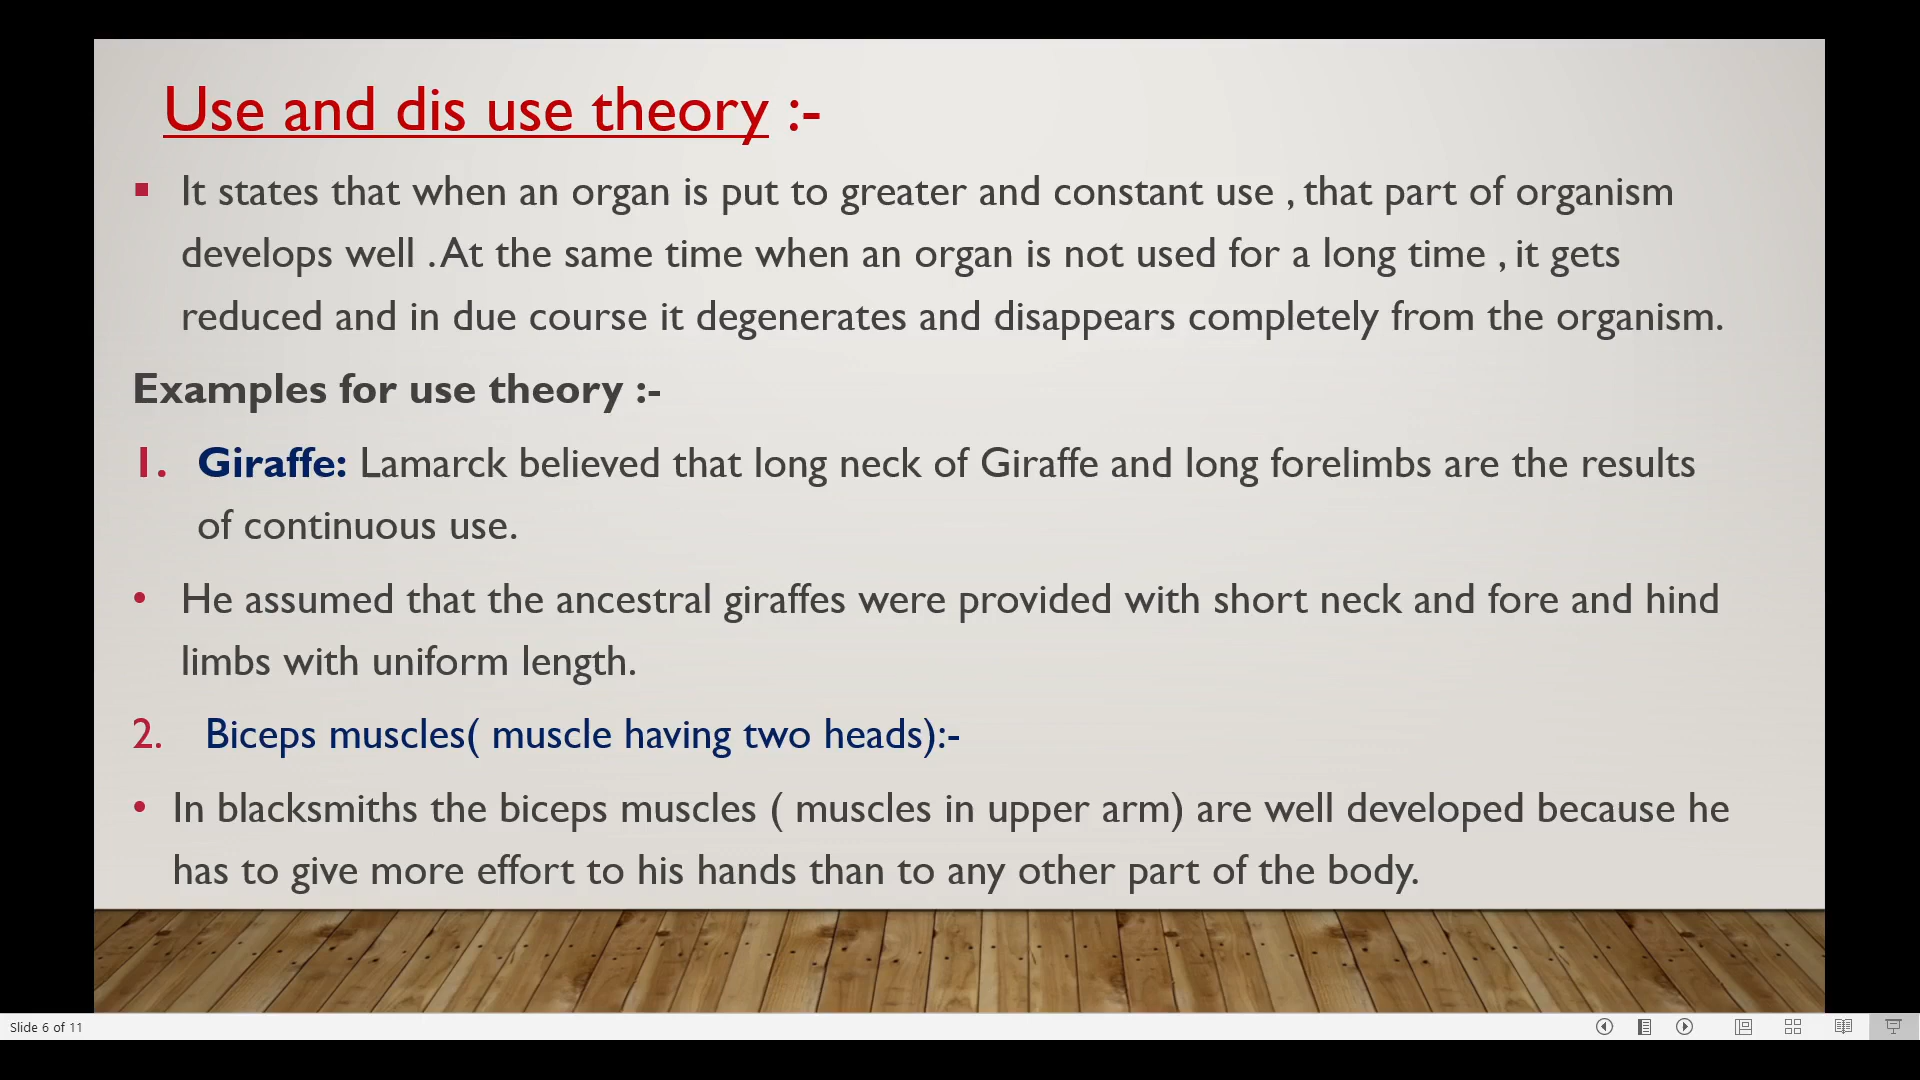 Use and dis use theory :-
▪ It states that when an organ is put to greater and constant use , that part of organism
develops well . At the same time when an organ is not used for a long time , it gets
reduced and in due course it degenerates and disappears completely from the organism.
Examples for use theory :-
1. Giraffe: Lamarck believed that long neck of Giraffe and long forelimbs are the results
of continuous use.
• He assumed that the ancestral giraffes were provided with short neck and fore and hind
limbs with uniform length.
2. Biceps muscles( muscle having two heads):-
• In blacksmiths the biceps muscles ( muscles in upper arm) are well developed because he
has to give more effort to his hands than to any other part of the body.
Slide 6 of 11